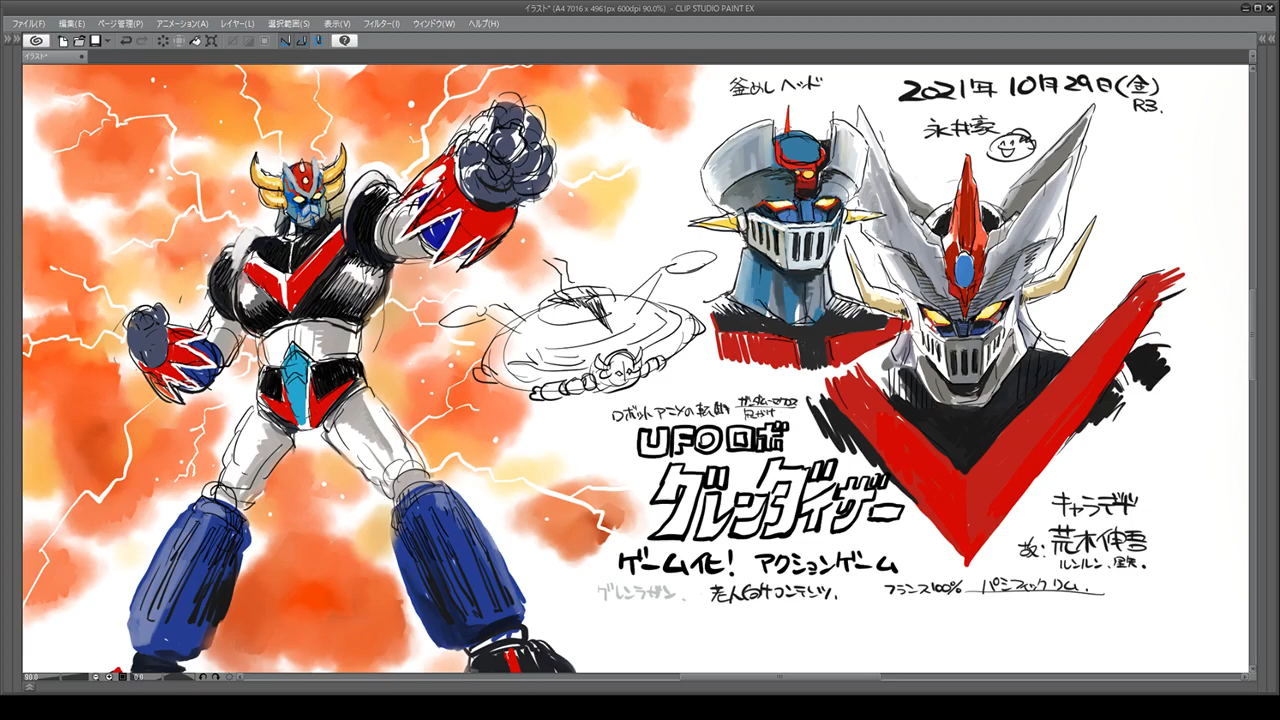 イラスト* (A4 7016 x 4961px 600dpi 90.0%) - CLIP STUDIO PAINT EX
ファイル(F) 編集(E) ページ管理(P) アニメーション(A) レイヤー(L) 選択範囲(S) 表示(V) フィルター(I) ウィンドウ(W) ヘルプ(H)
イラスト*
釜めしヘッド
2021年10月29日(金)
R3.
永井豪
ロボットアニメの転機
UFOロボ
グレンダイザー
ゲーム化! アクションゲーム
グレンラガン. 老人向けコンテンツ.
フランス100% パシフィックリム.
キャラデザ
故:荒木伸吾
ルンルン、星矢.
90.0
0.0